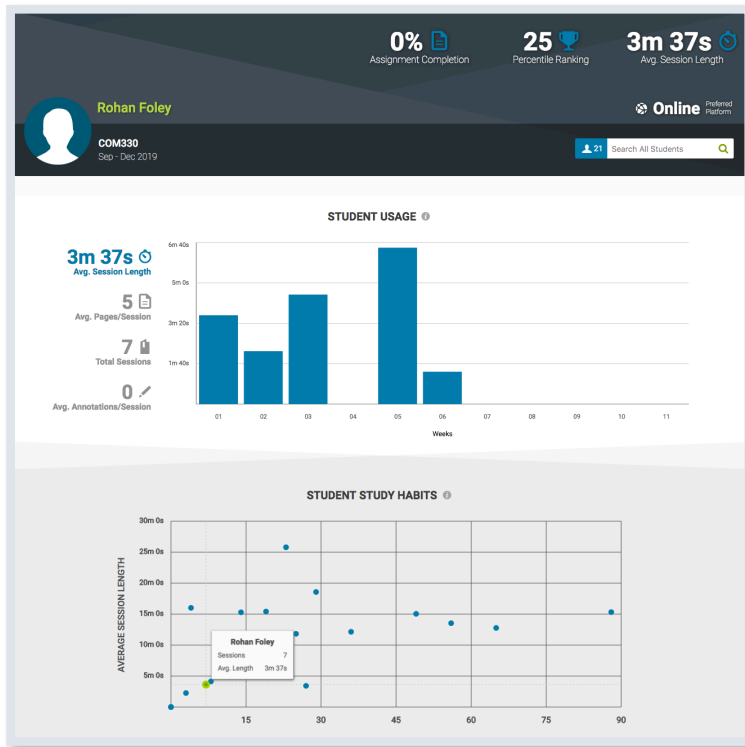 0%
Assignment Completion
25
Percentile Ranking
3m 37s
Avg. Session Length
Rohan Foley
Online Preferred Platform
COM330
Sep - Dec 2019
21 Search All Students
STUDENT USAGE
3m 37s
Avg. Session Length
5
Avg. Pages/Session
7
Total Sessions
0
Avg. Annotations/Session
6m 40s
5m 0s
3m 20s
1m 40s
01 02 03 04 05 06 07 08 09 10 11
Weeks
STUDENT STUDY HABITS
AVERAGE SESSION LENGTH
30m 0s
25m 0s
20m 0s
15m 0s
10m 0s
5m 0s
Rohan Foley
Sessions 7
Avg. Length 3m 37s
15 30 45 60 75 90